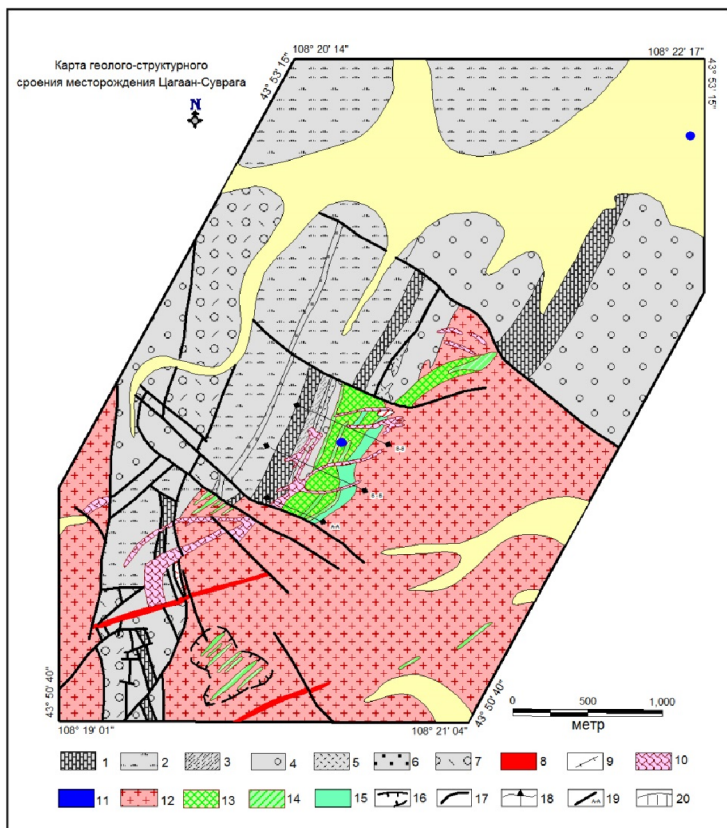 Карта геолого-структурного
сроения месторождения Цагаан-Суврага
N
108° 20' 14"
108° 22' 17"
43° 53' 15"
43° 53' 15"
A-A
43° 50' 40"
43° 50' 40"
108° 19' 01"
108° 21' 04"
0 500 1,000
метр
1 2 3 4 5 6 7 8 9 10
11 12 13 14 15 16 17 18 A-A 19 20